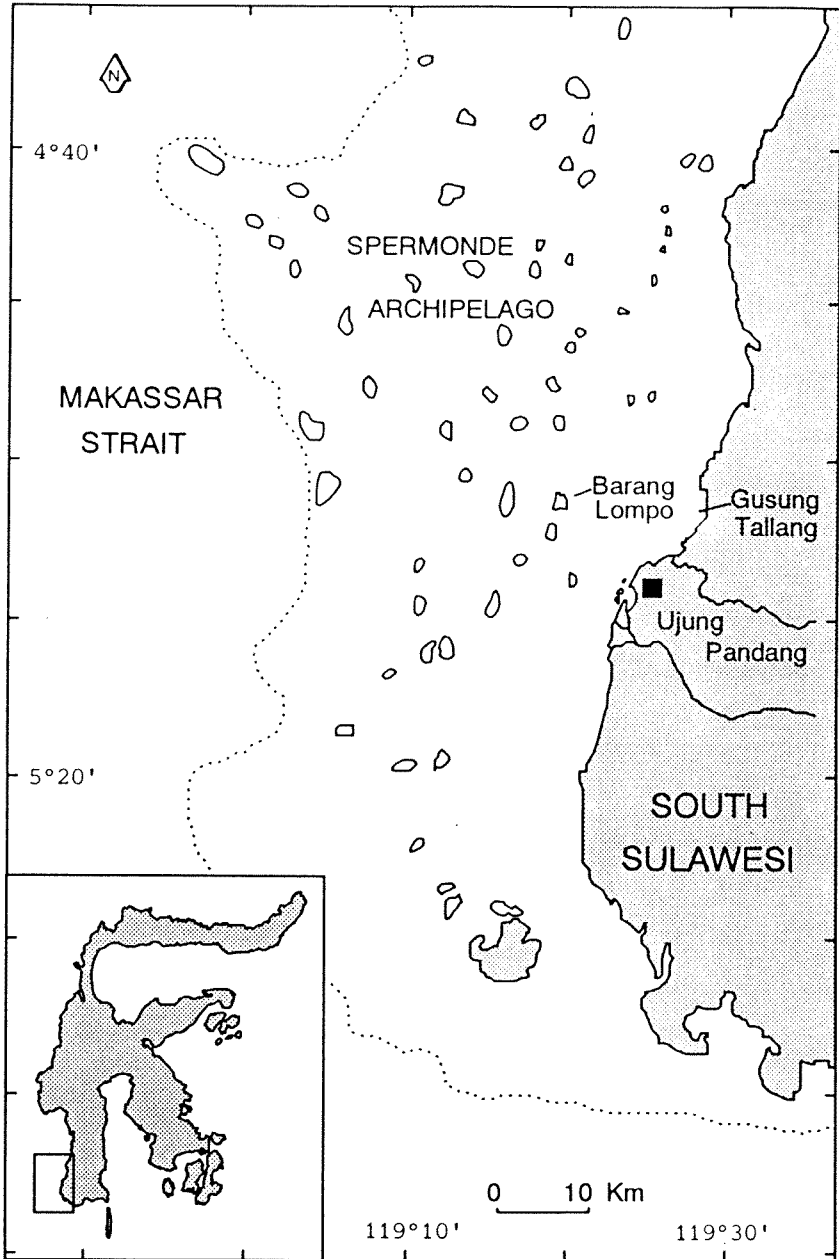 N
4°40'
SPERMONDE
ARCHIPELAGO
MAKASSAR
STRAIT
Barang
Lompo
Gusung
Tallang
Ujung
Pandang
5°20'
SOUTH
SULAWESI
0 10 Km
119°10' 119°30'